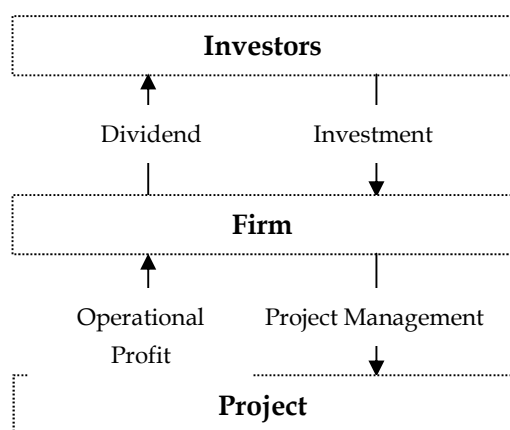 Investors
Dividend Investment
Firm
Operational Project Management
Profit
Project